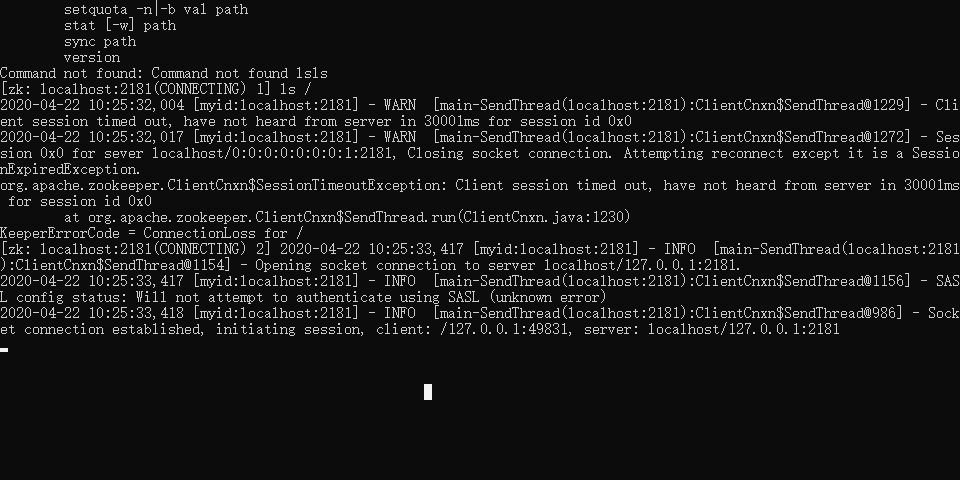 setquota -n|-b val path
        stat [-w] path
        sync path
        version
Command not found: Command not found lsls
[zk: localhost:2181(CONNECTING) 1] ls /
2020-04-22 10:25:32,004 [myid:localhost:2181] - WARN  [main-SendThread(localhost:2181):ClientCnxn$SendThread@1229] - Cli
ent session timed out, have not heard from server in 30001ms for session id 0x0
2020-04-22 10:25:32,017 [myid:localhost:2181] - WARN  [main-SendThread(localhost:2181):ClientCnxn$SendThread@1272] - Ses
sion 0x0 for sever localhost/0:0:0:0:0:0:0:1:2181, Closing socket connection. Attempting reconnect except it is a Sessio
nExpiredException.
org.apache.zookeeper.ClientCnxn$SessionTimeoutException: Client session timed out, have not heard from server in 30001ms
 for session id 0x0
        at org.apache.zookeeper.ClientCnxn$SendThread.run(ClientCnxn.java:1230)
KeeperErrorCode = ConnectionLoss for /
[zk: localhost:2181(CONNECTING) 2] 2020-04-22 10:25:33,417 [myid:localhost:2181] - INFO  [main-SendThread(localhost:2181
):ClientCnxn$SendThread@1154] - Opening socket connection to server localhost/127.0.0.1:2181.
2020-04-22 10:25:33,417 [myid:localhost:2181] - INFO  [main-SendThread(localhost:2181):ClientCnxn$SendThread@1156] - SAS
L config status: Will not attempt to authenticate using SASL (unknown error)
2020-04-22 10:25:33,418 [myid:localhost:2181] - INFO  [main-SendThread(localhost:2181):ClientCnxn$SendThread@986] - Sock
et connection established, initiating session, client: /127.0.0.1:49831, server: localhost/127.0.0.1:2181